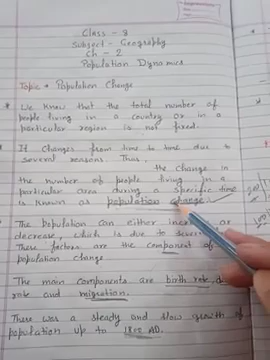 Class - 8
Subject - Geography
Ch - 2
Population Dynamics
Topic Population Change
We know that the total number of
people living in a country or in a
particular region is not fixed.
It changes from time to time due to
several reasons. Thus,
the change in
the number of people living in a
particular area during a specific time
is known as population change.
The population can either or
decrease, which is due to
These factors are the component of
population change
The main components are birth rate,
rate and migration.
There was a steady and slow growth of
population up to 1800 AD.